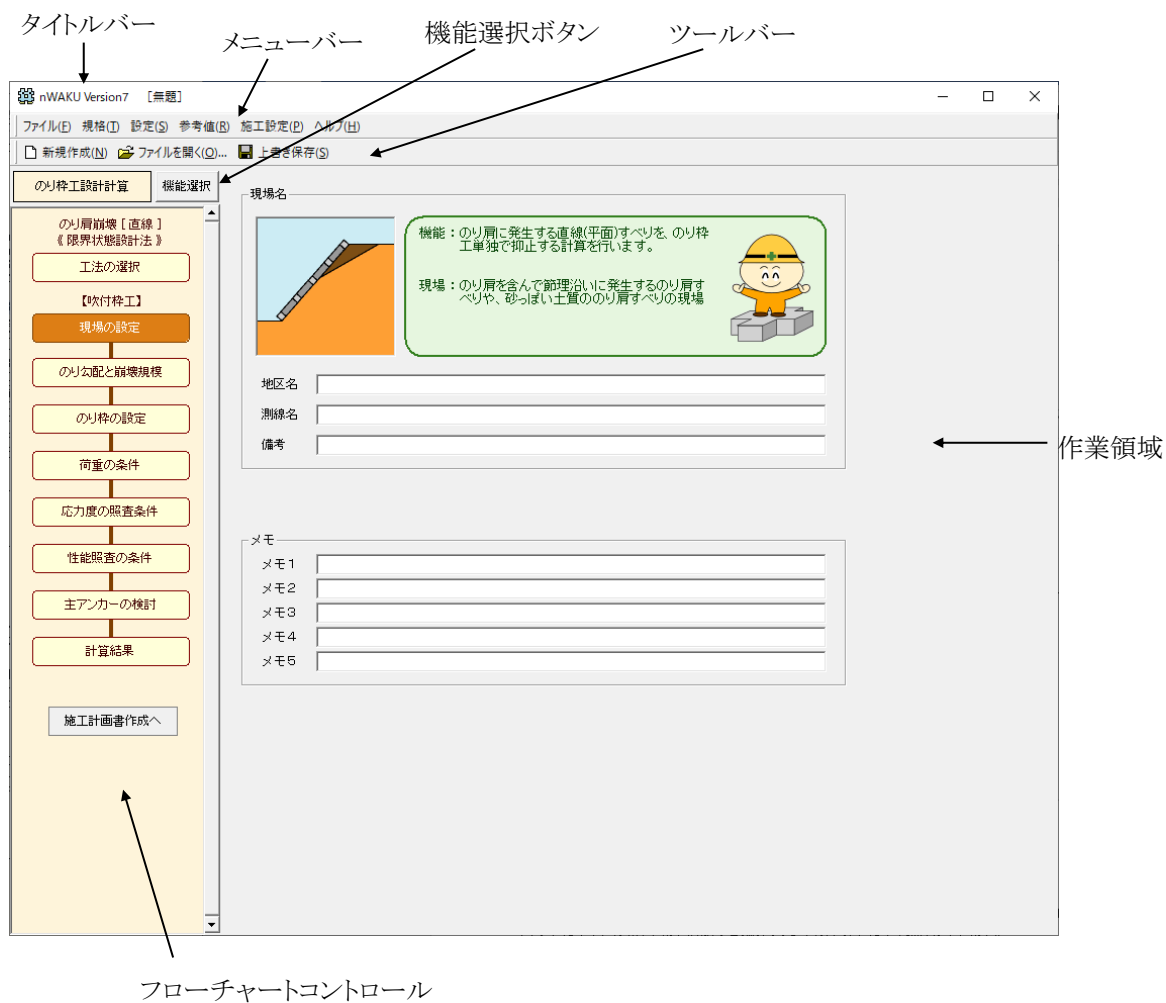 タイトルバー
メニューバー
機能選択ボタン
ツールバー
nWAKU Version7 [無題]
ファイル(F) 規格(T) 設定(S) 参考値(R) 施工設定(P) ヘルプ(H)
新規作成(N) ファイルを開く(O)... 上書き保存(S)
のり枠工設計計算
機能選択
のり肩崩壊 [ 直線 ]
《 限界状態設計法 》
工法の選択
【吹付枠工】
現場の設定
のり勾配と崩壊規模
のり枠の設定
荷重の条件
応力度の照査条件
性能照査の条件
主アンカーの検討
計算結果
施工計画書作成へ
現場名
機能：のり肩に発生する直線(平面)すべりを、のり枠
工単独で抑止する計算を行います。
現場：のり肩を含んで節理沿いに発生するのり肩す
べりや、砂っぽい土質ののり肩すべりの現場
地区名
測線名
備考
メモ
メモ1
メモ2
メモ3
メモ4
メモ5
作業領域
フローチャートコントロール